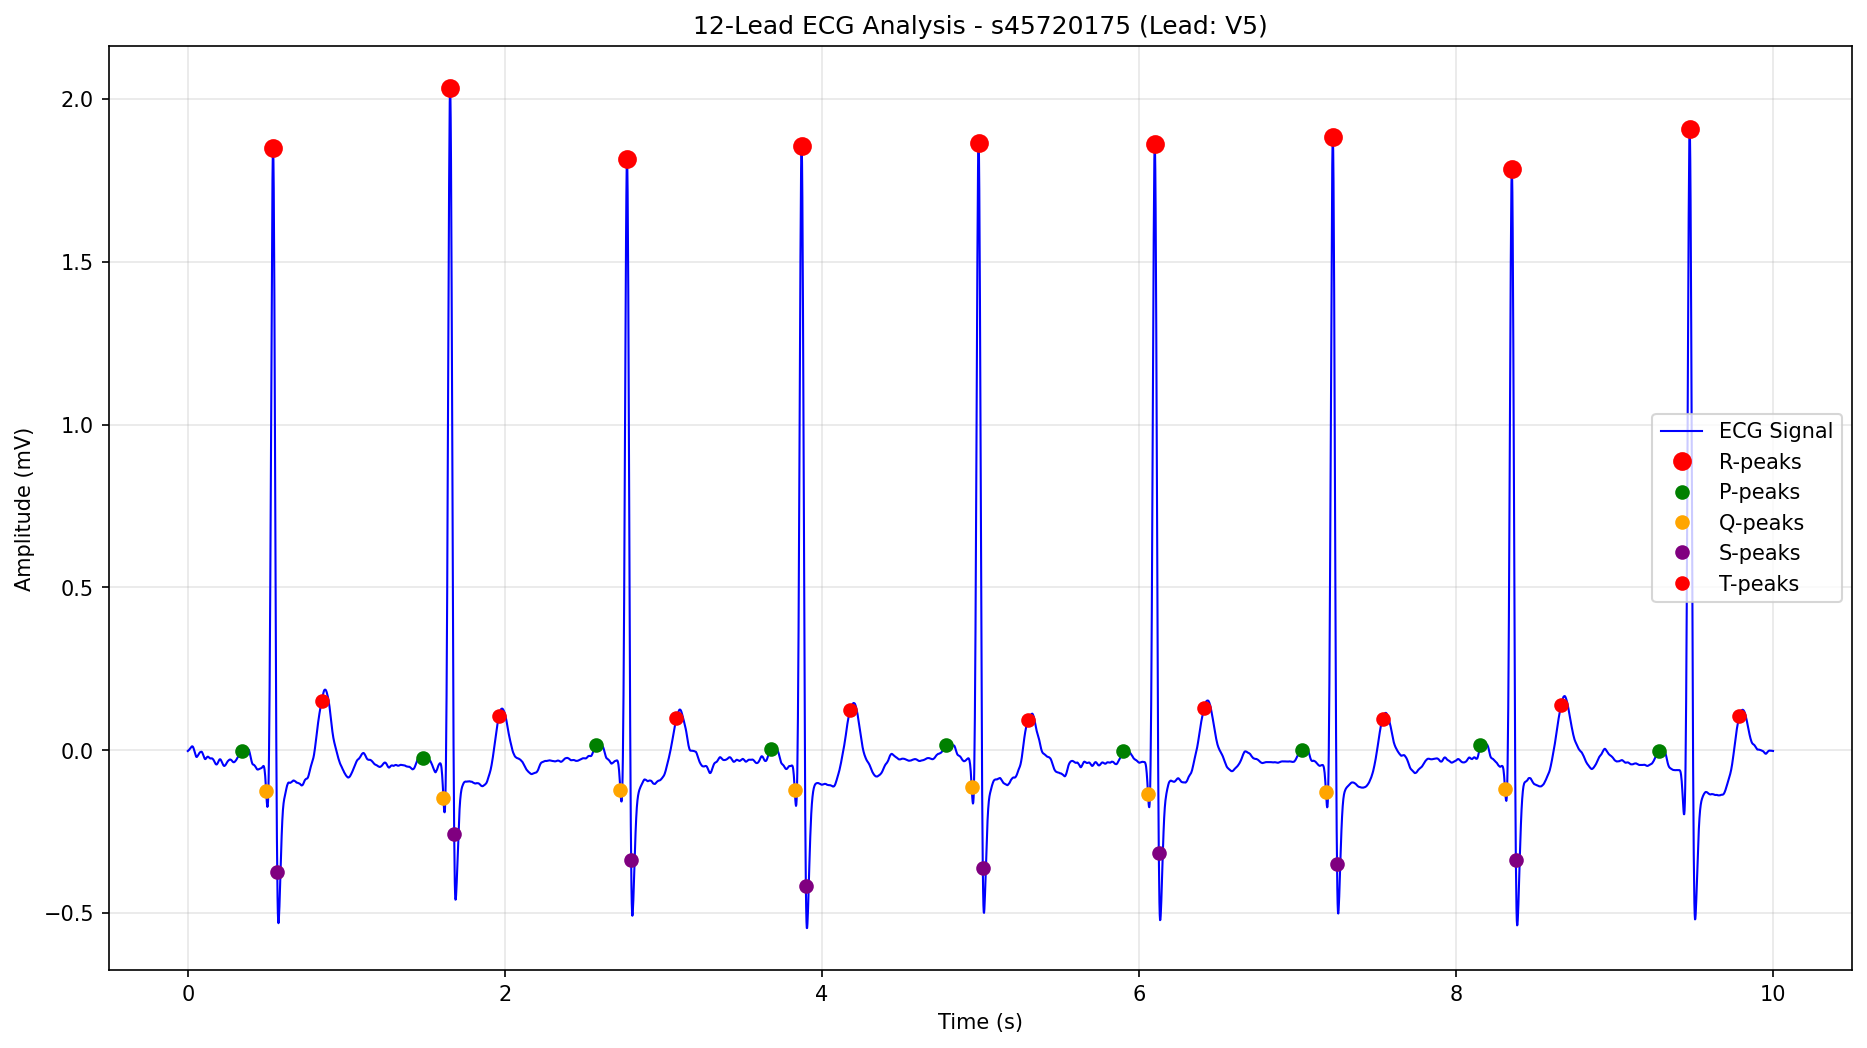 12-Lead ECG Analysis - s45720175 (Lead: V5)
Amplitude (mV)
2.0
1.5
1.0
0.5
0.0
−0.5
ECG Signal
R-peaks
P-peaks
Q-peaks
S-peaks
T-peaks
0 2 4 6 8 10
Time (s)